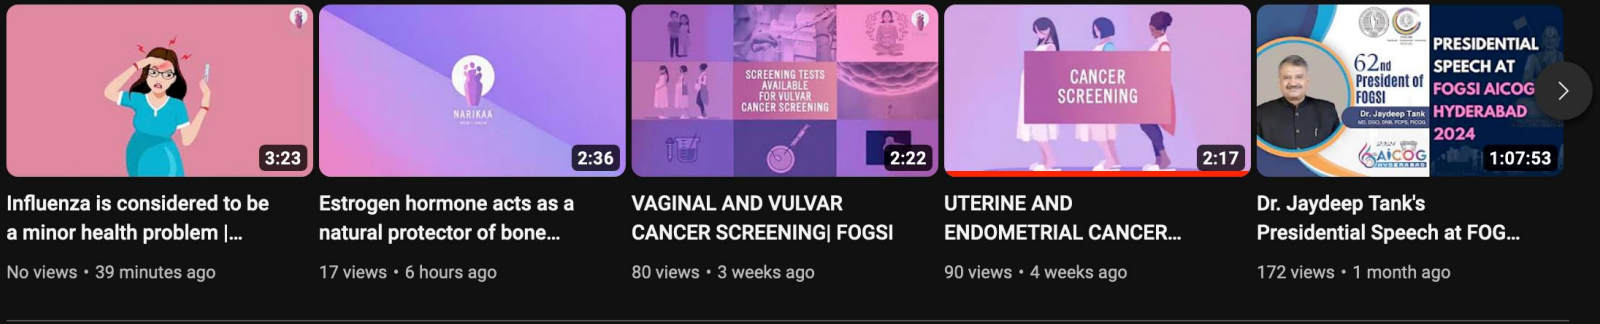 3:23
Influenza is considered to be
a minor health problem |...
No views • 39 minutes ago
NARIKAA
2:36
Estrogen hormone acts as a
natural protector of bone...
17 views • 6 hours ago
SCREENING TESTS
AVAILABLE
FOR VULVAR
CANCER SCREENING
2:22
VAGINAL AND VULVAR
CANCER SCREENING| FOGSI
80 views • 3 weeks ago
CANCER
SCREENING
2:17
UTERINE AND
ENDOMETRIAL CANCER...
90 views • 4 weeks ago
62nd
President of
FOGSI
Dr. Jaydeep Tank
AICOG
HYDERABAD
PRESIDENTIAL
SPEECH AT
FOGSI AICOG
HYDERABAD
2024
1:07:53
Dr. Jaydeep Tank's
Presidential Speech at FOG...
172 views • 1 month ago